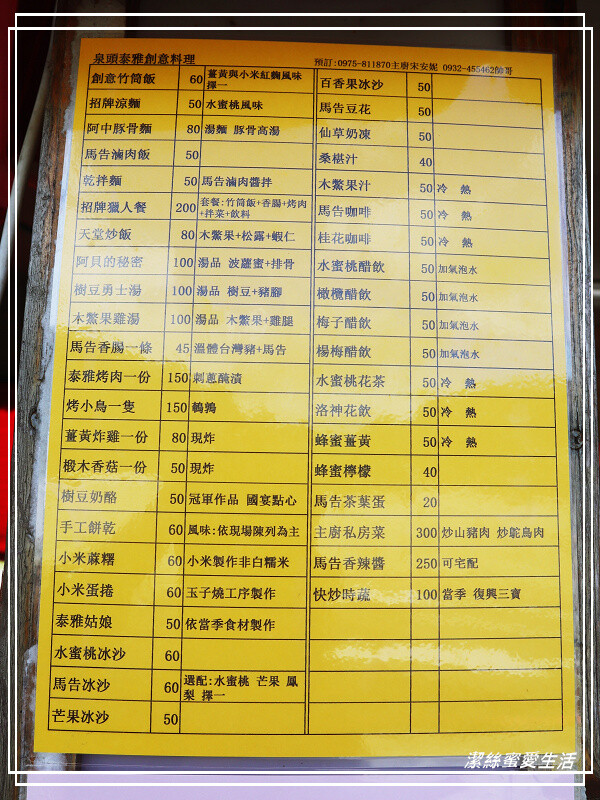 泉頭泰雅創意料理
預訂:0975-811870主廚宋安妮 0932-455462帥哥
創意竹筒飯 60 薑黃與小米紅麴風味 擇一
招牌涼麵 50 水蜜桃風味
阿中豚骨麵 80 湯麵 豚骨高湯
馬告滷肉飯 50
乾拌麵 50 馬告滷肉醬拌
招牌獵人餐 200 套餐:竹筒飯+香腸+烤肉+拌菜+飲料
天堂炒飯 80 木鱉果+松露+蝦仁
阿貝的秘密 100 湯品 波蘿蜜+排骨
樹豆勇士湯 100 湯品 樹豆+豬腳
木鱉果雞湯 100 湯品 木鱉果+雞腿
馬告香腸一條 45 溫體台灣豬+馬告
泰雅烤肉一份 150 刺蔥醃漬
烤小鳥一隻 150 鵪鶉
薑黃炸雞一份 80 現炸
椴木香菇一份 50 現炸
樹豆奶酪 50 冠軍作品 國宴點心
手工餅乾 60 風味:依現場陳列為主
小米蔴糬 60 小米製作非白糯米
小米蛋捲 60 玉子燒工序製作
泰雅姑娘 50 依當季食材製作
水蜜桃冰沙 60
馬告冰沙 60 選配:水蜜桃 芒果 鳳梨 擇一
芒果冰沙 50
百香果冰沙 50
馬告豆花 50
仙草奶凍 50
桑椹汁 40
木鱉果汁 50 冷 熱
馬告咖啡 50 冷 熱
桂花咖啡 50 冷 熱
水蜜桃醋飲 50 加氣泡水
橄欖醋飲 50 加氣泡水
梅子醋飲 50 加氣泡水
楊梅醋飲 50 加氣泡水
水蜜桃花茶 50 冷 熱
洛神花飲 50 冷 熱
蜂蜜薑黃 50 冷 熱
蜂蜜檸檬 40
馬告茶葉蛋 20
主廚私房菜 300 炒山豬肉 炒鴕鳥肉
馬告香辣醬 250 可宅配
快炒時蔬 100 當季 復興三寶
潔絲蜜愛生活